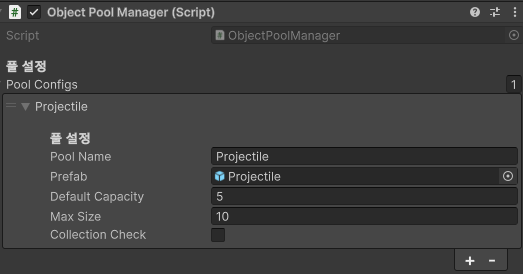 Object Pool Manager (Script)
Script ObjectPoolManager
풀 설정
Pool Configs 1
Projectile
풀 설정
Pool Name Projectile
Prefab Projectile
Default Capacity 5
Max Size 10
Collection Check
+ -